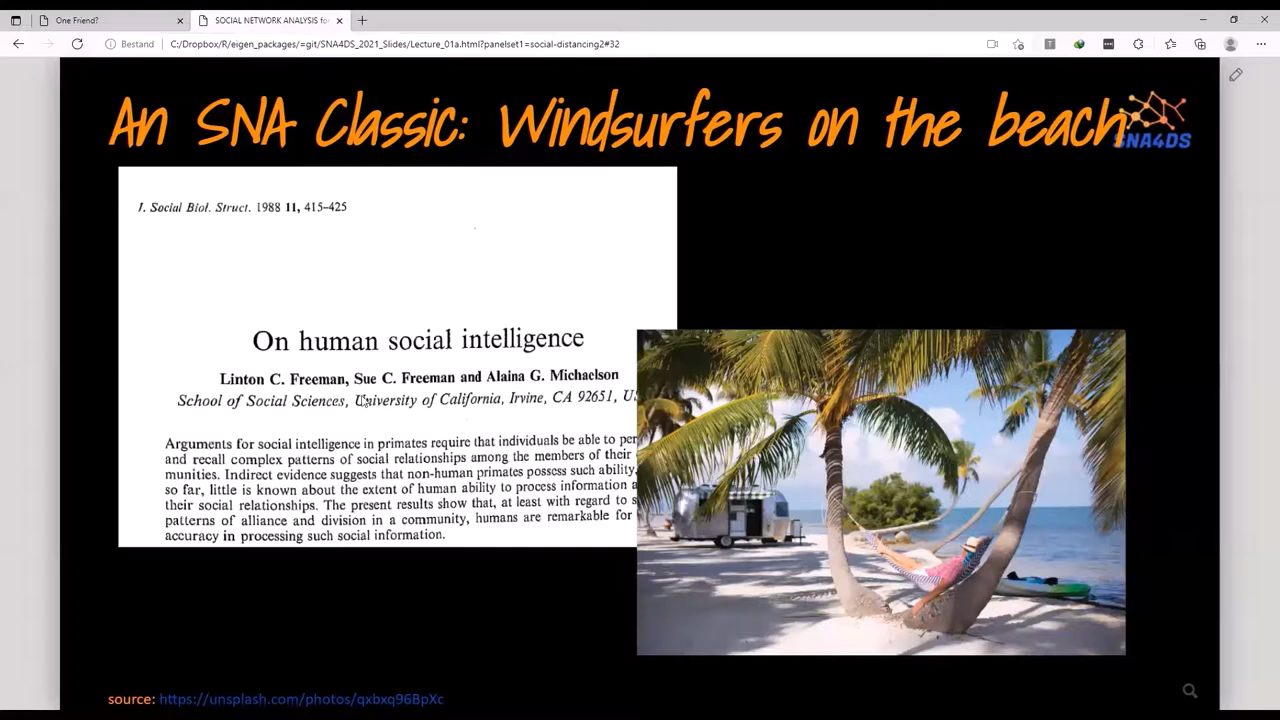 One Friend?
SOCIAL NETWORK ANALYSIS for
Bestand
C:/Dropbox/R/eigen_packages/=git/SNA4DS_2021_Slides/Lecture_01a.html?panelset1=social-distancing2#32
An SNA Classic: Windsurfers on the beach
SNA4DS
J. Social Biol. Struct. 1988 11, 415–425
On human social intelligence
Linton C. Freeman, Sue C. Freeman and Alaina G. Michaelson
School of Social Sciences, University of California, Irvine, CA 92651, U
Arguments for social intelligence in primates require that individuals be able to per
and recall complex patterns of social relationships among the members of their
munities. Indirect evidence suggests that non-human primates possess such ability,
so far, little is known about the extent of human ability to process information a
their social relationships. The present results show that, at least with regard to s
patterns of alliance and division in a community, humans are remarkable for
accuracy in processing such social information.
source: https://unsplash.com/photos/qxbxq96BpXc